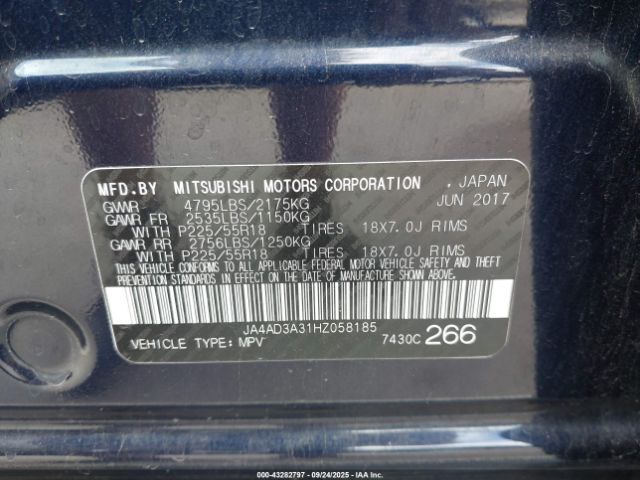 MFD.BY MITSUBISHI MOTORS CORPORATION . JAPAN
GVWR 4795LBS/2175KG JUN 2017
GAWR FR 2535LBS/1150KG
WITH P225/55R18 TIRES 18X7.0J RIMS
GAWR RR 2756LBS/1250KG
WITH P225/55R18 TIRES 18X7.0J RIMS
THIS VEHICLE CONFORMS TO ALL APPLICABLE FEDERAL MOTOR VEHICLE SAFETY AND THEFT
PREVENTION STANDARDS IN EFFECT ON THE DATE OF MANUFACTURE SHOWN ABOVE.
JA4AD3A31HZ058185
VEHICLE TYPE: MPV 7430C 266
000-43282797 - 09/24/2025 - IAA